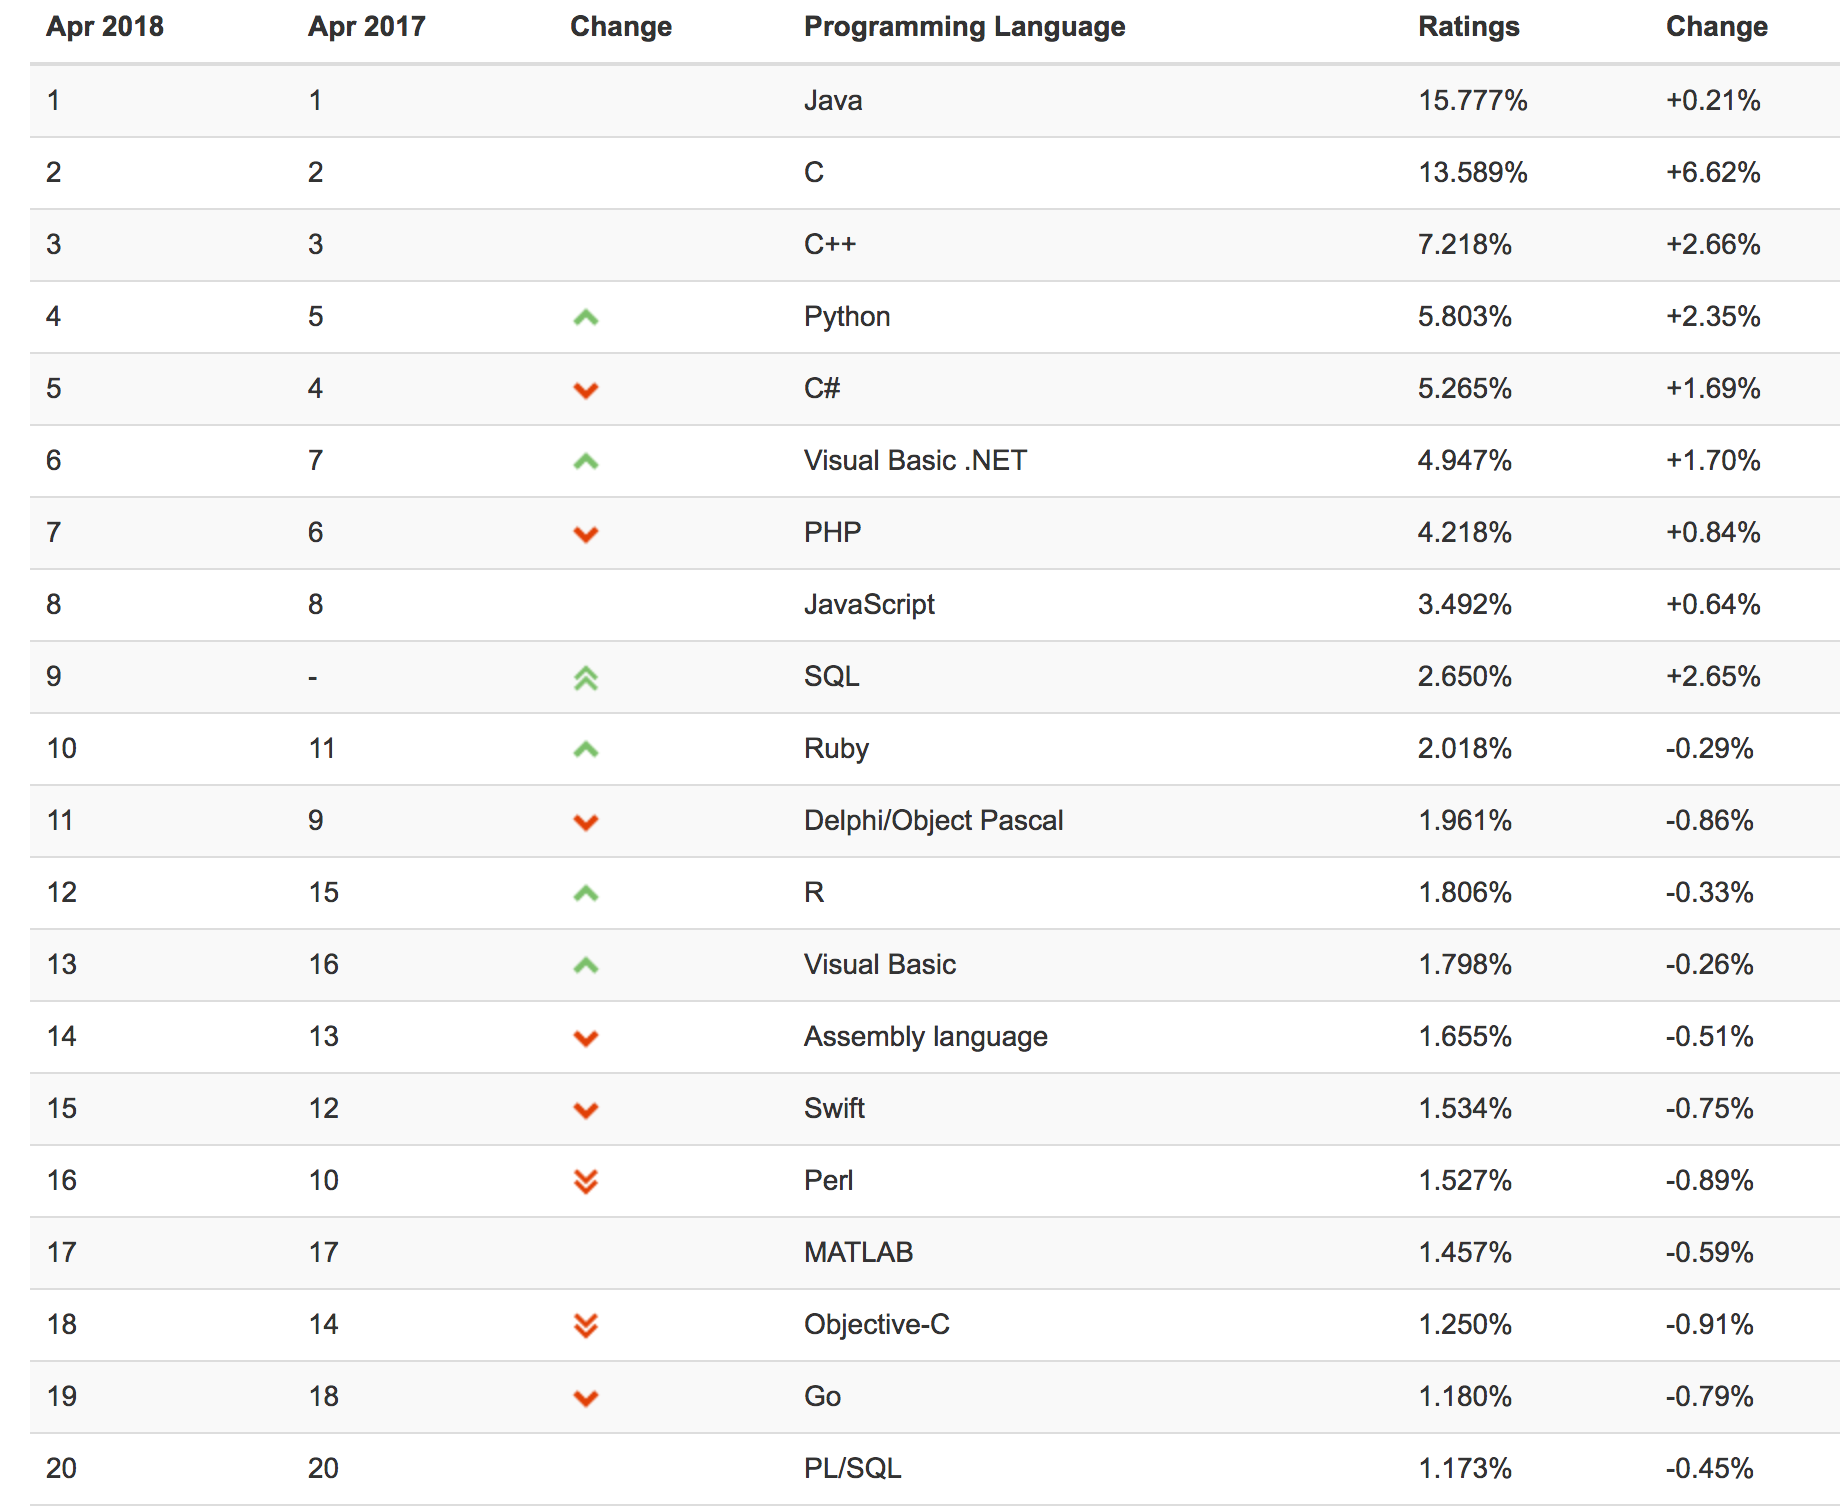 Apr 2018 Apr 2017 Change Programming Language Ratings Change
1 1 Java 15.777% +0.21%
2 2 C 13.589% +6.62%
3 3 C++ 7.218% +2.66%
4 5 Python 5.803% +2.35%
5 4 C# 5.265% +1.69%
6 7 Visual Basic .NET 4.947% +1.70%
7 6 PHP 4.218% +0.84%
8 8 JavaScript 3.492% +0.64%
9 - SQL 2.650% +2.65%
10 11 Ruby 2.018% -0.29%
11 9 Delphi/Object Pascal 1.961% -0.86%
12 15 R 1.806% -0.33%
13 16 Visual Basic 1.798% -0.26%
14 13 Assembly language 1.655% -0.51%
15 12 Swift 1.534% -0.75%
16 10 Perl 1.527% -0.89%
17 17 MATLAB 1.457% -0.59%
18 14 Objective-C 1.250% -0.91%
19 18 Go 1.180% -0.79%
20 20 PL/SQL 1.173% -0.45%